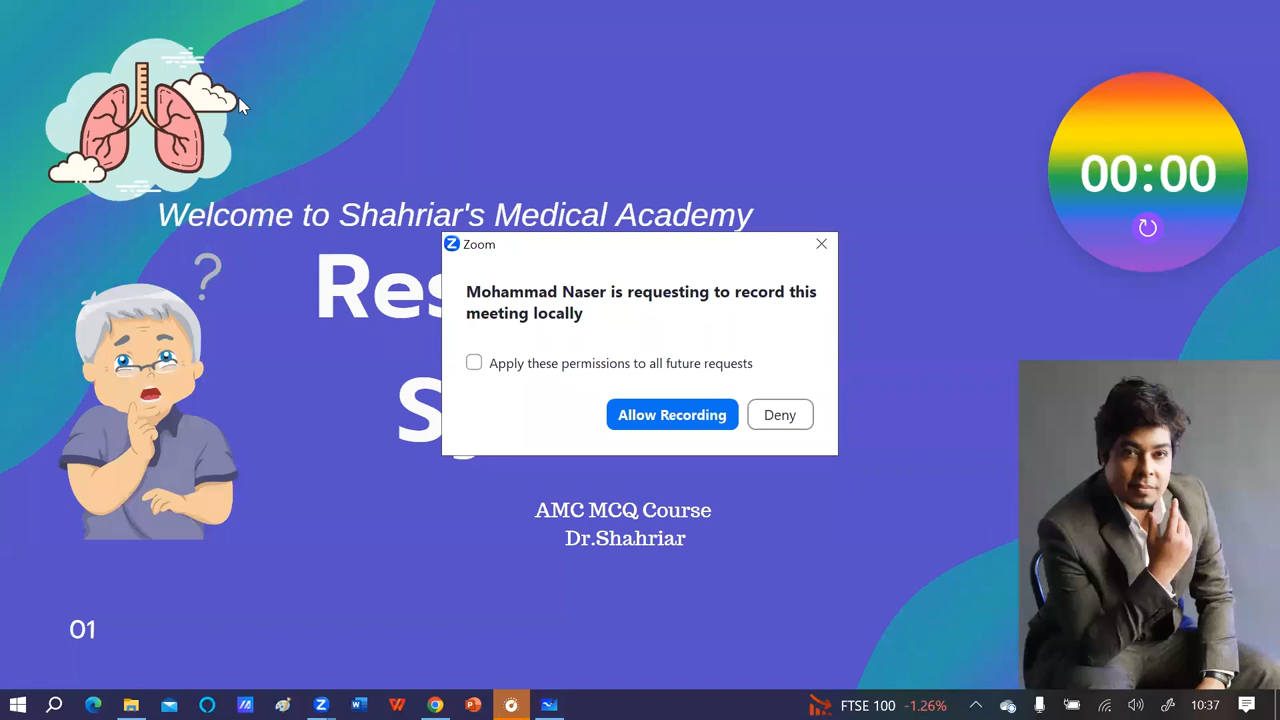 00:00
Welcome to Shahriar's Medical Academy
Zoom
Mohammad Naser is requesting to record this
meeting locally
Apply these permissions to all future requests
Allow Recording
Deny
AMC MCQ Course
Dr.Shahriar
01
FTSE 100 -1.26%
10:37